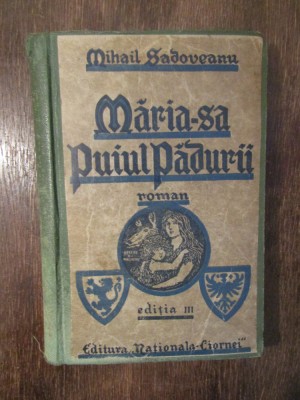 Mihail Sadoveanu
Măria-sa
Puiul Pădurii
roman
ediția III
Editura „Naționala-Ciornei"